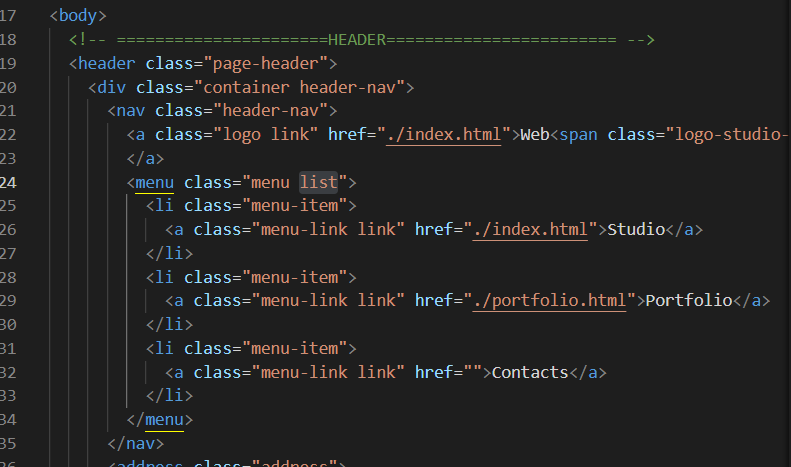 17 <body>
18 <!-- ======================HEADER======================== -->
19 <header class="page-header">
20 <div class="container header-nav">
21 <nav class="header-nav">
22 <a class="logo link" href="./index.html">Web<span class="logo-studio-
23 </a>
24 <menu class="menu list">
25 <li class="menu-item">
26 <a class="menu-link link" href="./index.html">Studio</a>
27 </li>
28 <li class="menu-item">
29 <a class="menu-link link" href="./portfolio.html">Portfolio</a>
30 </li>
31 <li class="menu-item">
32 <a class="menu-link link" href="">Contacts</a>
33 </li>
34 </menu>
35 </nav>
36 <address class="address">